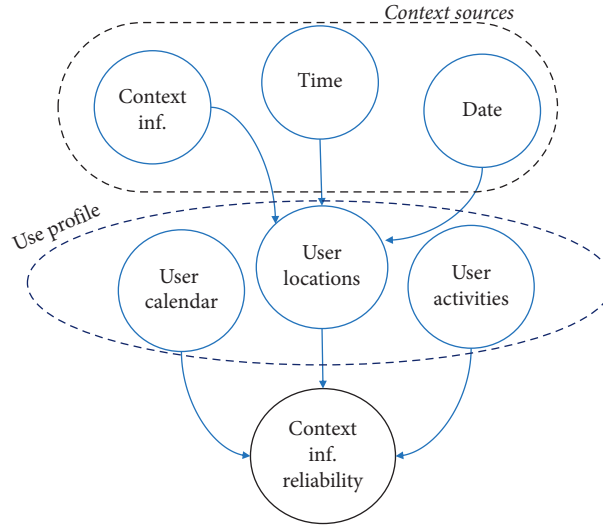 Context sources
Context
inf.
Time
Date
Use profile
User
calendar
User
locations
User
activities
Context
inf.
reliability